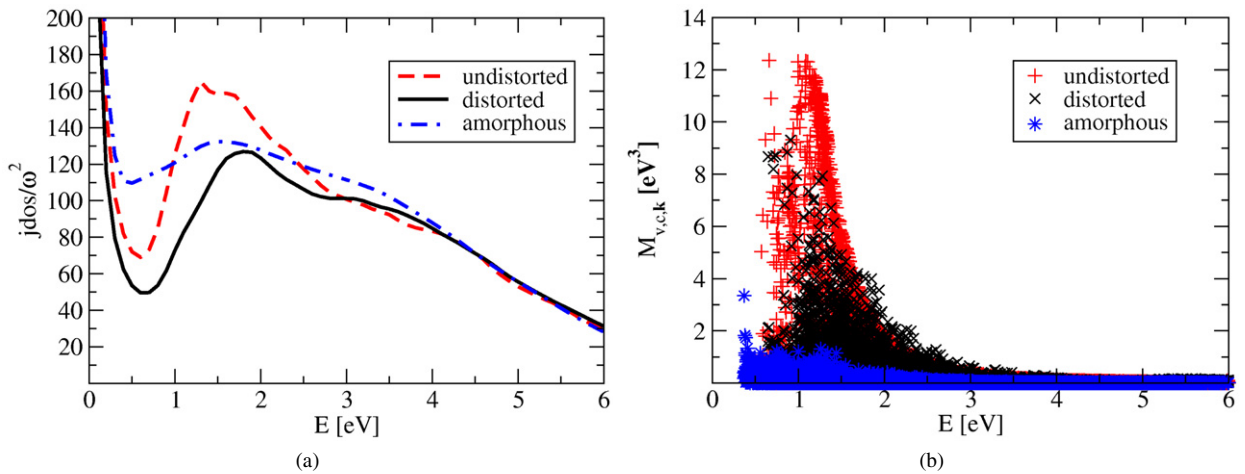 200
180
160
140
120
100
80
60
40
20
jdos/ω²
undistorted
distorted
amorphous
0 1 2 3 4 5 6
E [eV]
(a)
14
12
10
8
6
4
2
M_v,c,k [eV³]
undistorted
distorted
amorphous
0 1 2 3 4 5 6
E [eV]
(b)